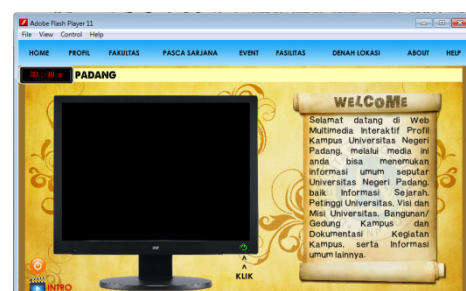 Adobe Flash Player 11
File View Control Help
HOME PROFIL FAKULTAS PASCA SARJANA EVENT FASILITAS DENAH LOKASI ABOUT HELP
PADANG
WELCOME
Selamat datang di Web
Multimedia Interaktif Profil
Kampus Universitas Negeri
Padang, melalui media ini
anda bisa menemukan
informasi umum seputar
Universitas Negeri Padang,
baik Informasi Sejarah,
Petinggi Universitas, Visi dan
Misi Universitas, Bangunan/
Gedung Kampus dan
Dokumentasi Kegiatan
Kampus, serta Informasi
umum lainnya.
KLIK
INTRO